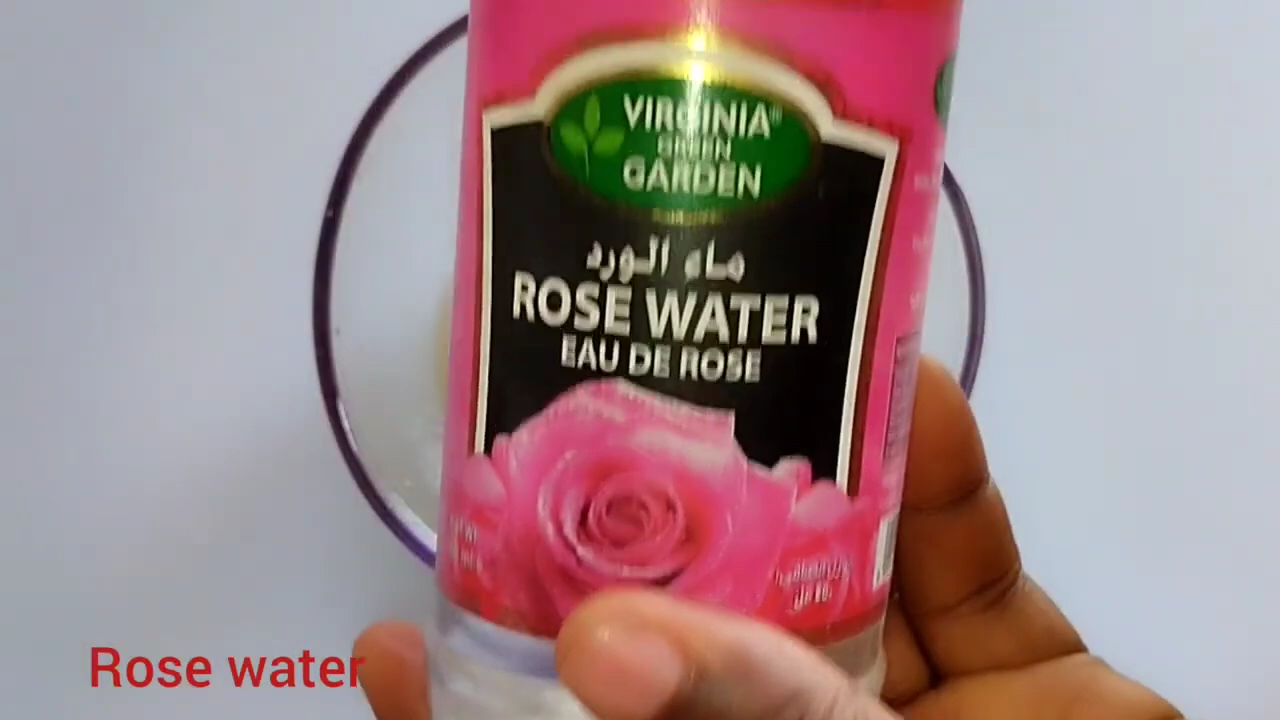 VIRGINIA®
GREEN
GARDEN
ماء الورد
ROSE WATER
EAU DE ROSE
Rose water